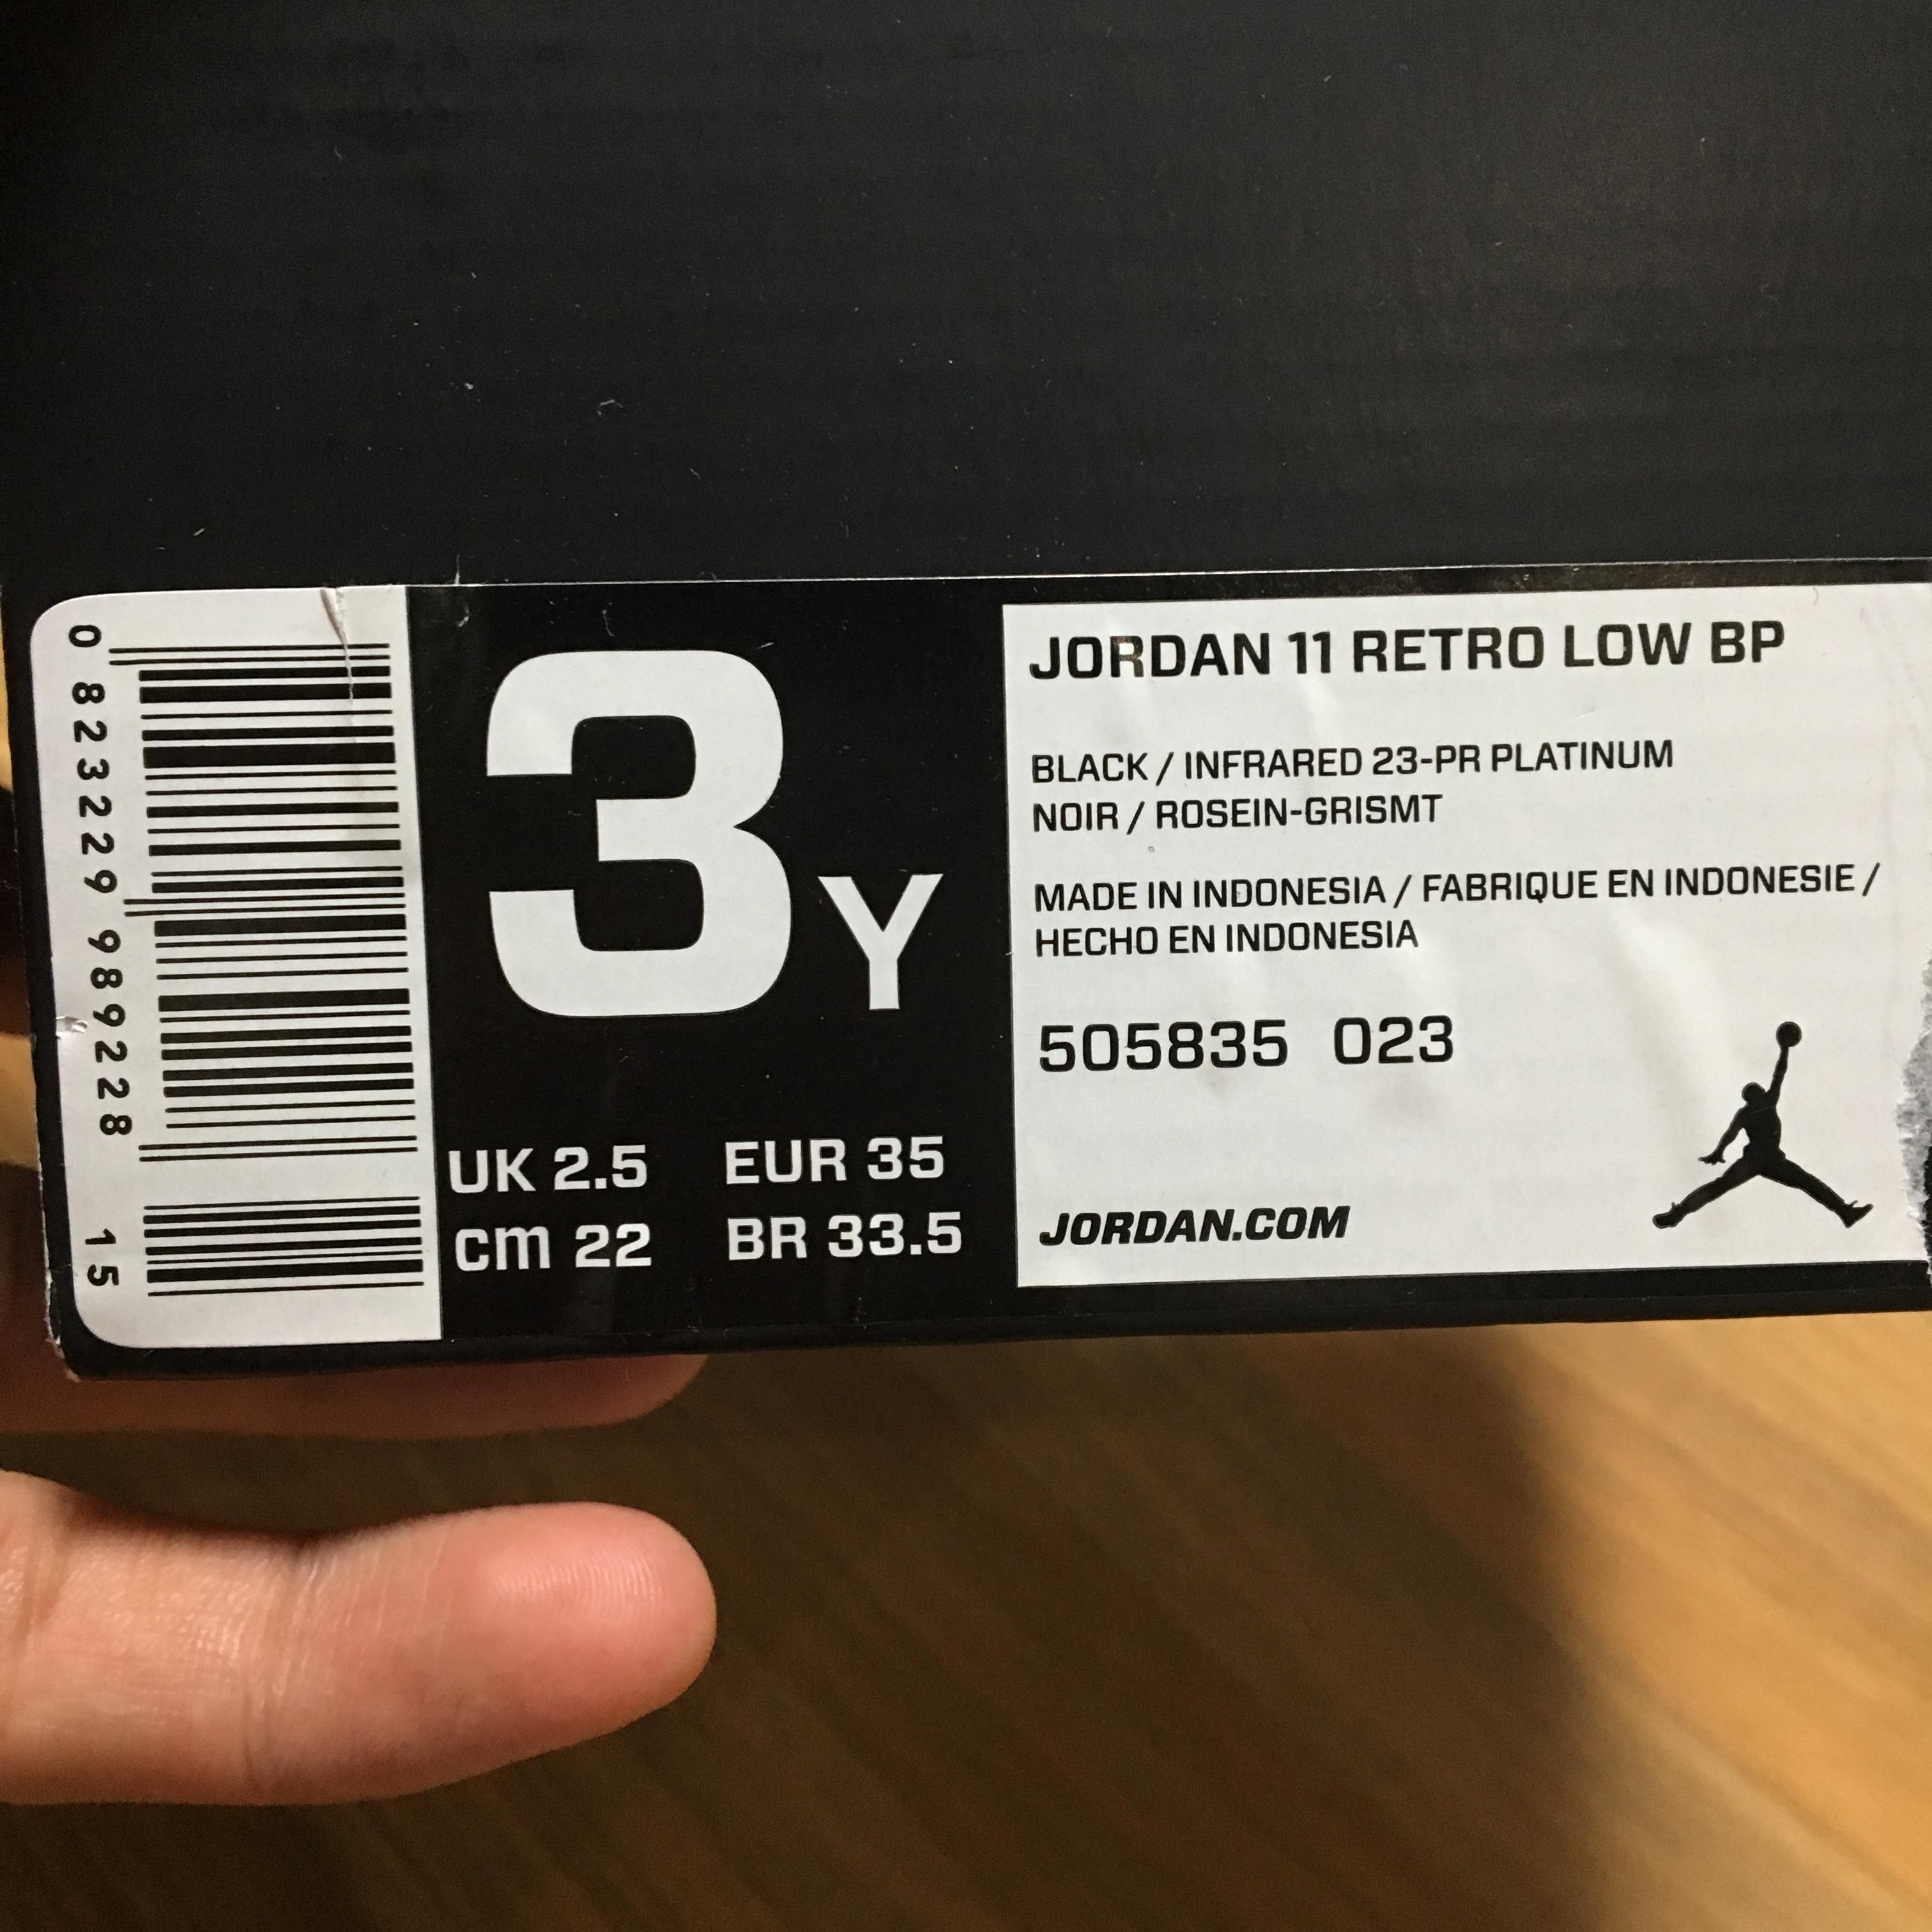 0 823229 989228 15
3Y
UK 2.5 EUR 35
cm 22 BR 33.5
JORDAN 11 RETRO LOW BP
BLACK / INFRARED 23-PR PLATINUM
NOIR / ROSEIN-GRISMT
MADE IN INDONESIA / FABRIQUE EN INDONESIE /
HECHO EN INDONESIA
505835 023
JORDAN.COM